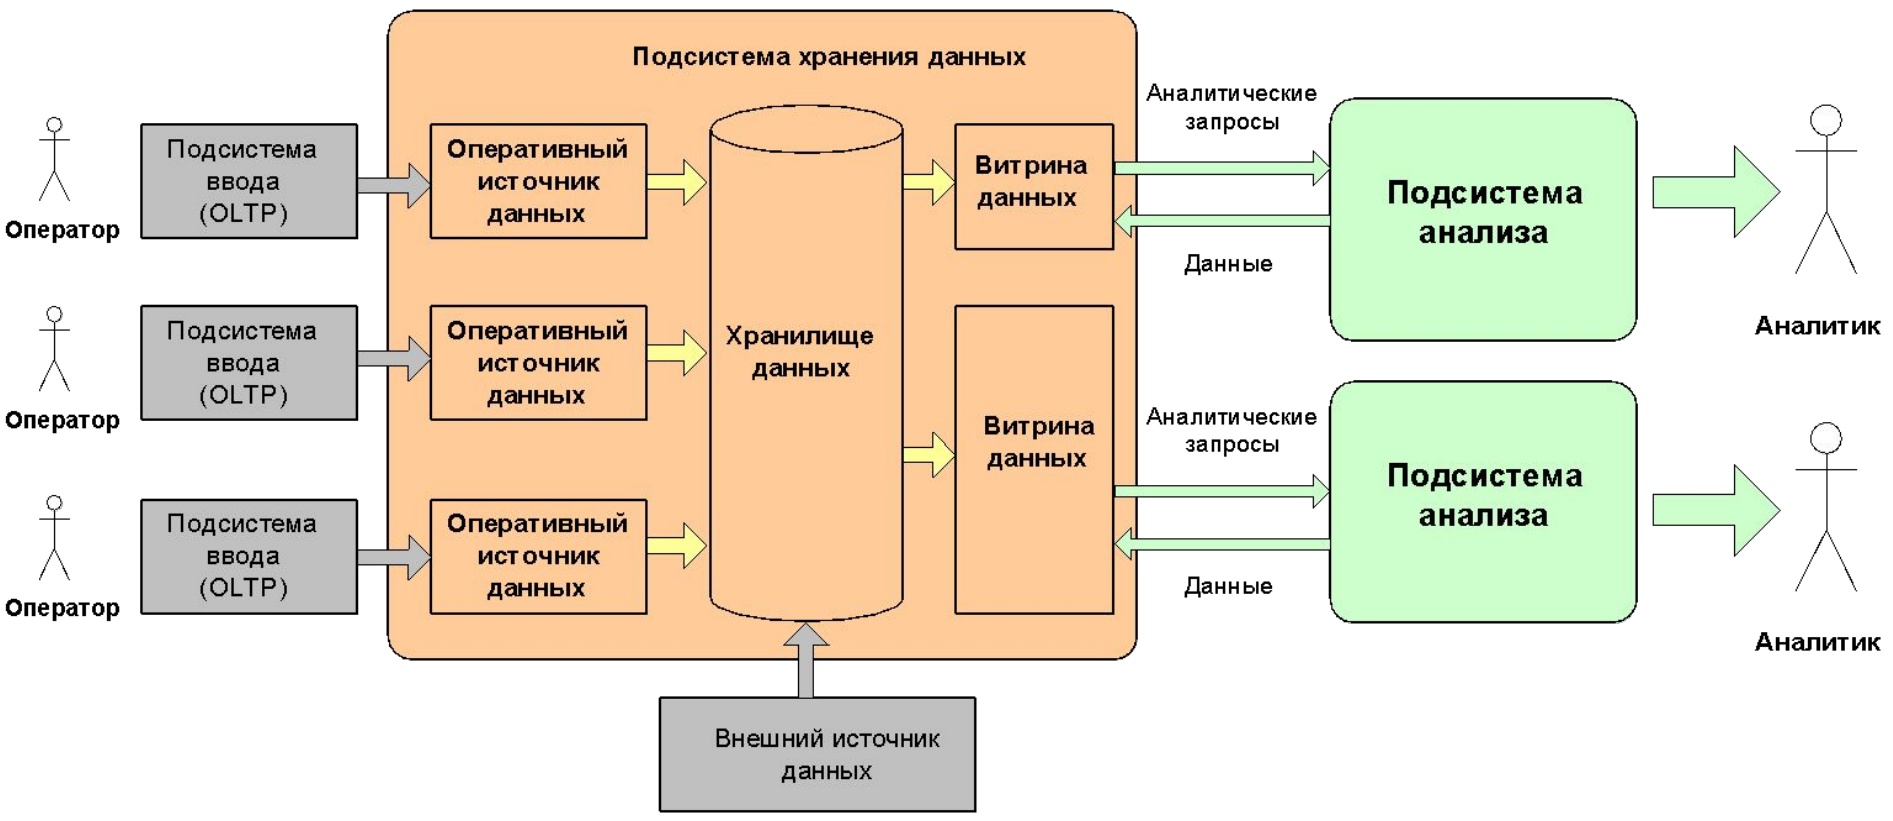 Подсистема хранения данных
Оператор
Подсистема
ввода
(OLTP)
Оперативный
источник
данных
Оператор
Подсистема
ввода
(OLTP)
Оперативный
источник
данных
Оператор
Подсистема
ввода
(OLTP)
Оперативный
источник
данных
Хранилище
данных
Витрина
данных
Витрина
данных
Аналитические
запросы
Данные
Аналитические
запросы
Данные
Подсистема
анализа
Подсистема
анализа
Аналитик
Аналитик
Внешний источник
данных